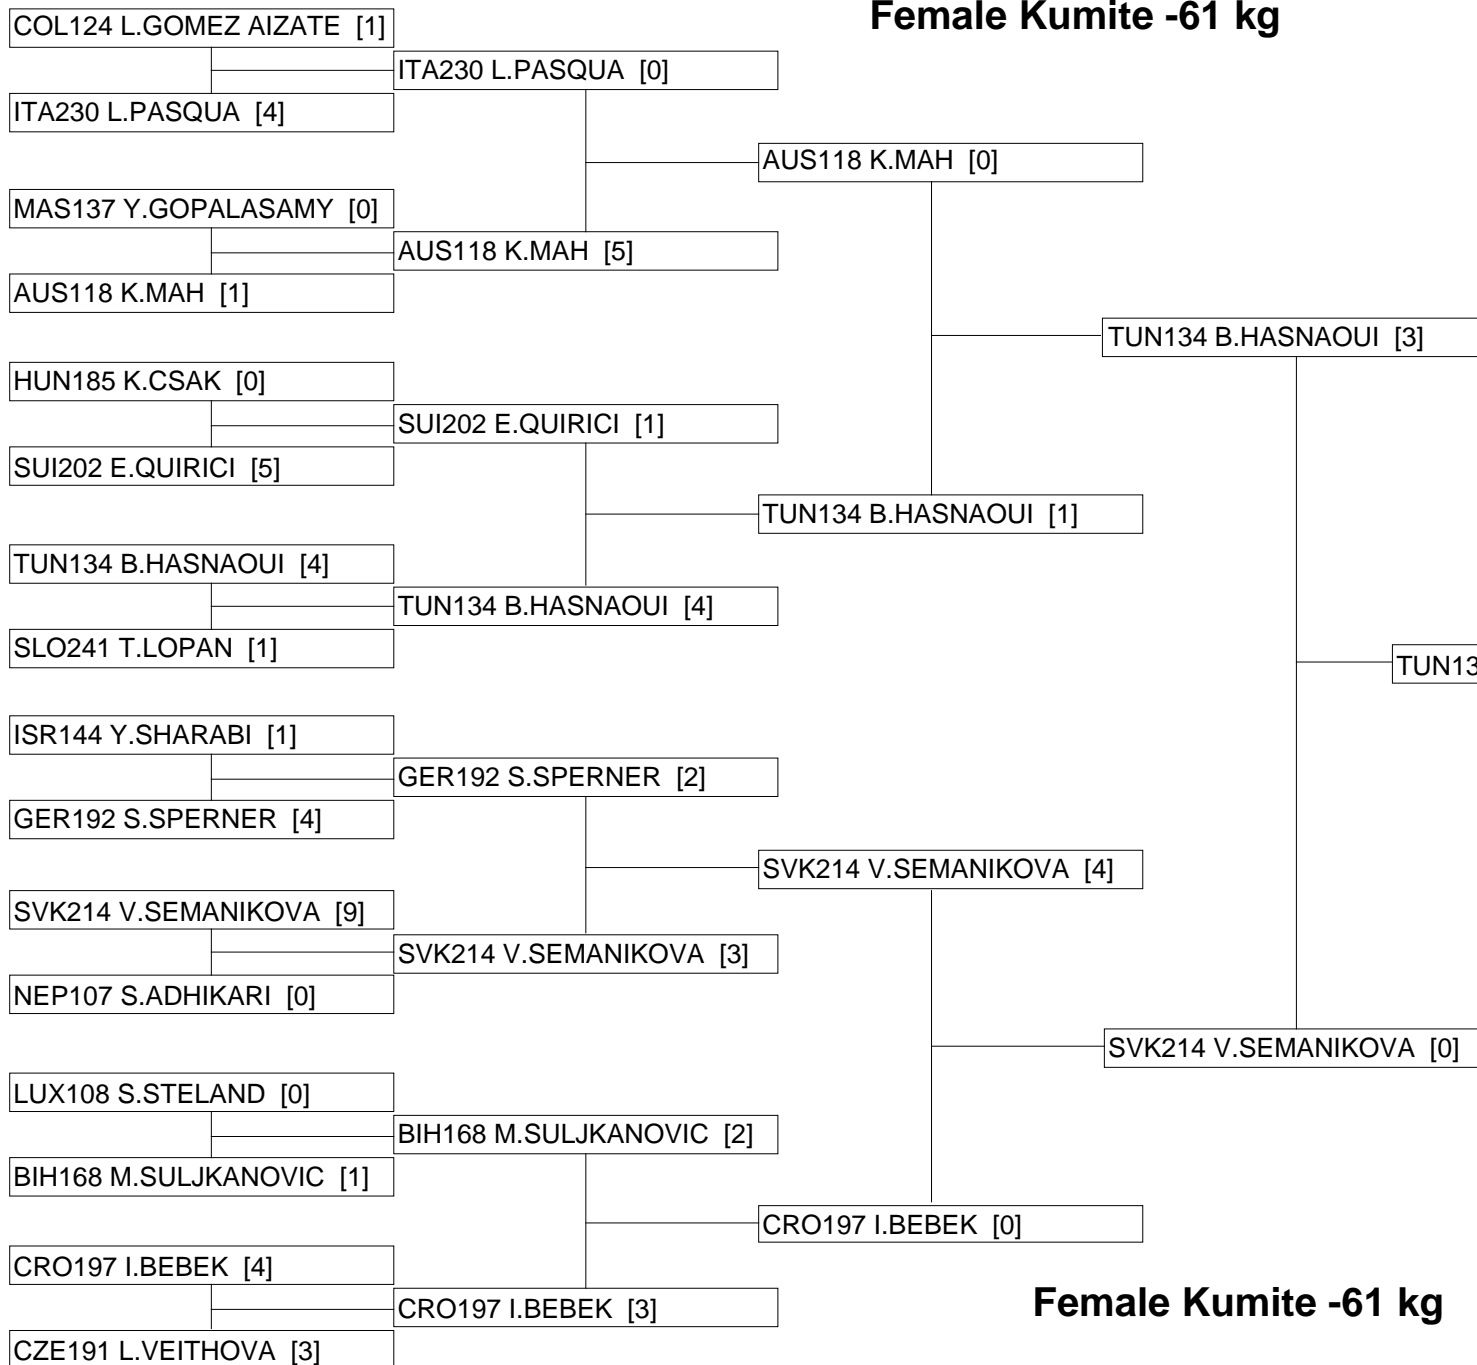 Female Kumite -61 kg
COL124 L.GOMEZ AIZATE [1]
ITA230 L.PASQUA [0]
ITA230 L.PASQUA [4]
AUS118 K.MAH [0]
MAS137 Y.GOPALASAMY [0]
AUS118 K.MAH [5]
AUS118 K.MAH [1]
TUN134 B.HASNAOUI [3]
HUN185 K.CSAK [0]
SUI202 E.QUIRICI [1]
SUI202 E.QUIRICI [5]
TUN134 B.HASNAOUI [1]
TUN134 B.HASNAOUI [4]
TUN134 B.HASNAOUI [4]
SLO241 T.LOPAN [1]
TUN13
ISR144 Y.SHARABI [1]
GER192 S.SPERNER [2]
GER192 S.SPERNER [4]
SVK214 V.SEMANIKOVA [4]
SVK214 V.SEMANIKOVA [9]
SVK214 V.SEMANIKOVA [3]
NEP107 S.ADHIKARI [0]
SVK214 V.SEMANIKOVA [0]
LUX108 S.STELAND [0]
BIH168 M.SULJKANOVIC [2]
BIH168 M.SULJKANOVIC [1]
CRO197 I.BEBEK [0]
CRO197 I.BEBEK [4]
CRO197 I.BEBEK [3]
Female Kumite -61 kg
CZE191 L.VEITHOVA [3]